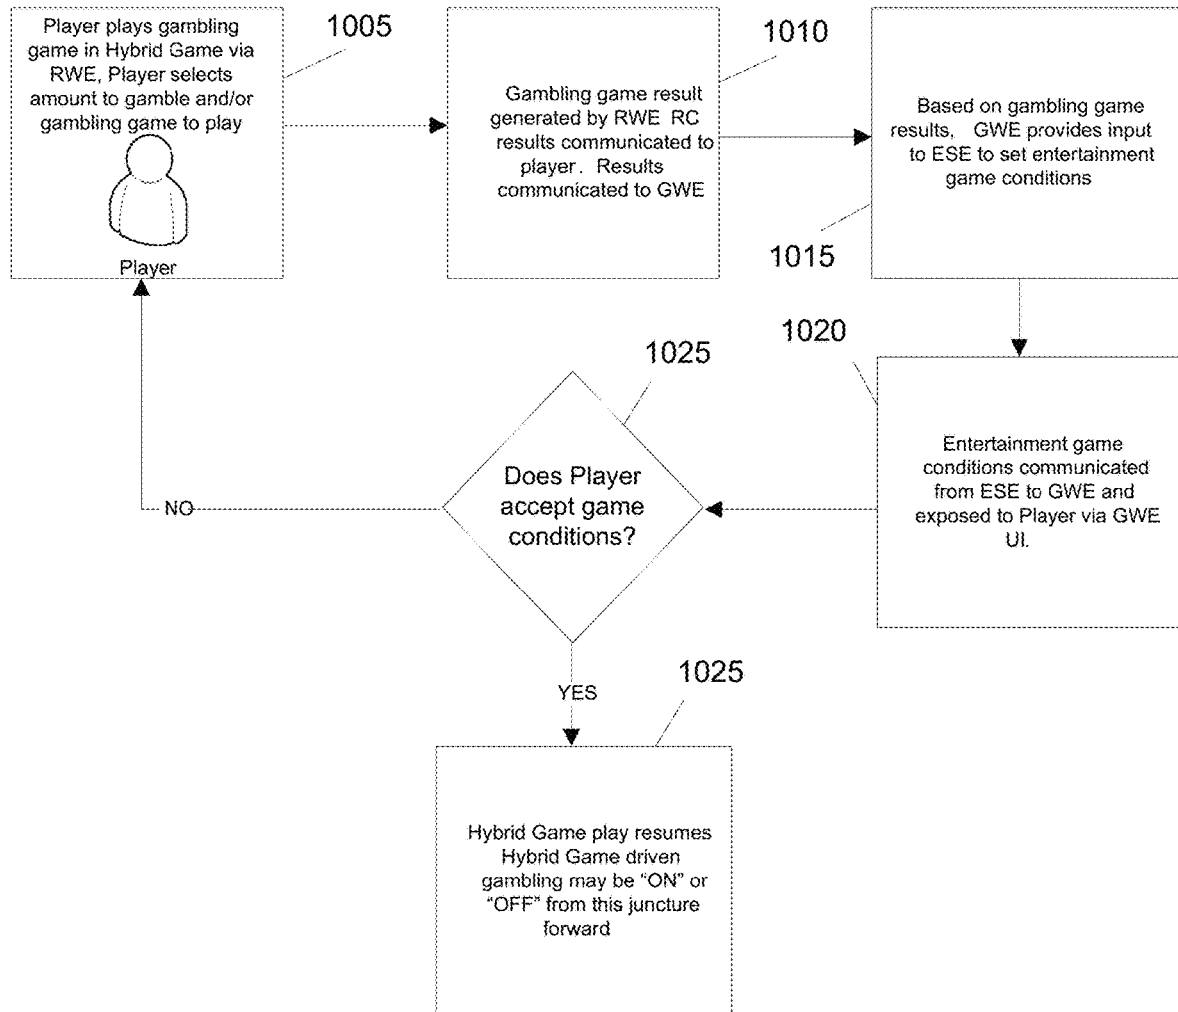 Player plays gambling
game in Hybrid Game via
RWE, Player selects
amount to gamble and/or
gambling game to play
Player
1005
Gambling game result
generated by RWE RC
results communicated to
player. Results
communicated to GWE
1010
Based on gambling game
results, GWE provides input
to ESE to set entertainment
game conditions
1015
1020
Entertainment game
conditions communicated
from ESE to GWE and
exposed to Player via GWE
UI.
1025
Does Player
accept game
conditions?
NO
YES
1025
Hybrid Game play resumes
Hybrid Game driven
gambling may be “ON” or
“OFF” from this juncture
forward